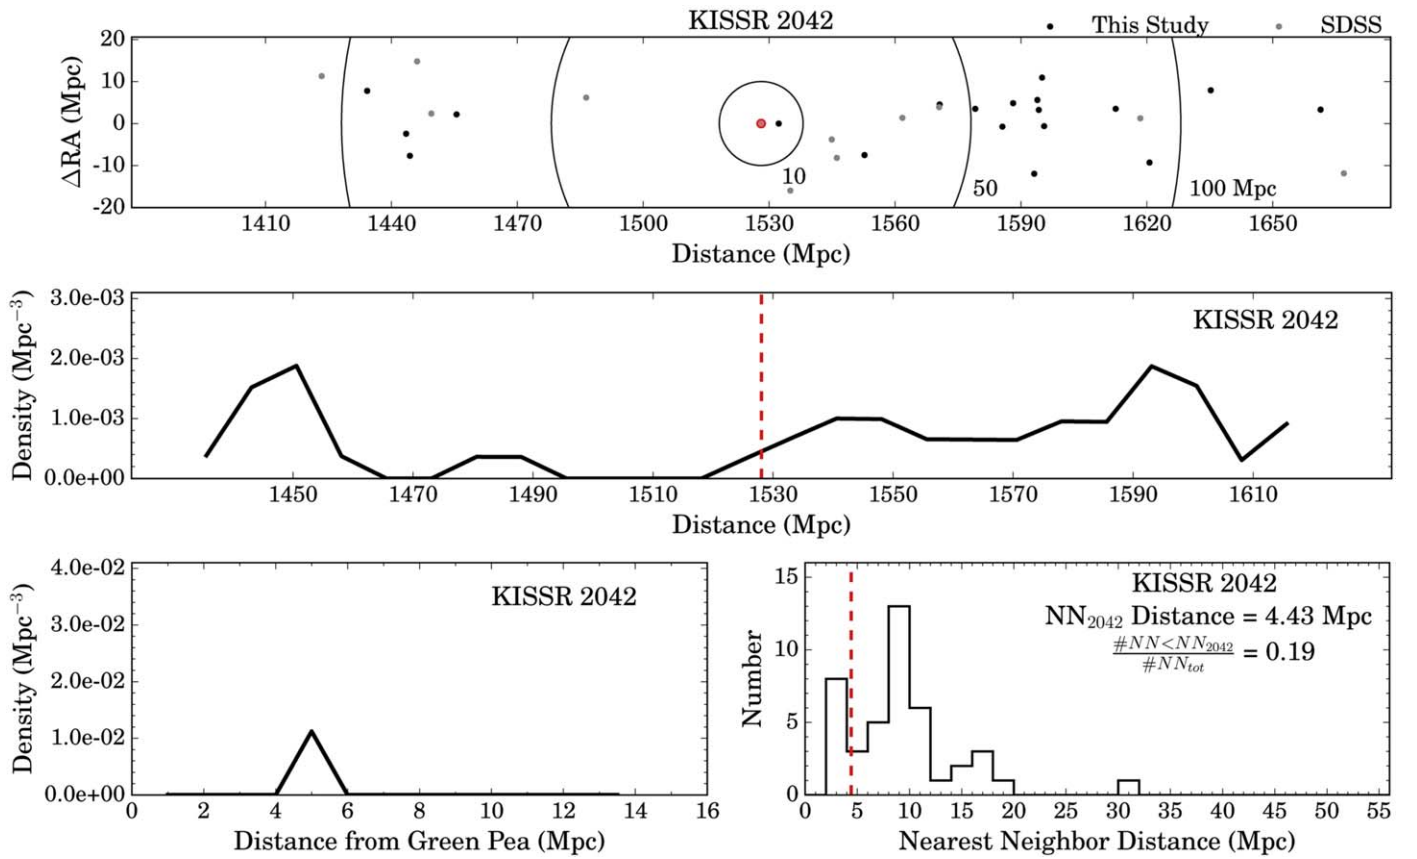 KISSR 2042
This Study
SDSS
20
10
0
-10
-20
ΔRA (Mpc)
10
50
100 Mpc
1410 1440 1470 1500 1530 1560 1590 1620 1650
Distance (Mpc)
3.0e-03
2.0e-03
1.0e-03
0.0e+00
Density (Mpc⁻³)
KISSR 2042
1450 1470 1490 1510 1530 1550 1570 1590 1610
Distance (Mpc)
4.0e-02
3.0e-02
2.0e-02
1.0e-02
0.0e+00
Density (Mpc⁻³)
KISSR 2042
0 2 4 6 8 10 12 14 16
Distance from Green Pea (Mpc)
15
10
5
0
Number
KISSR 2042
NN₂₀₄₂ Distance = 4.43 Mpc
#NN<NN₂₀₄₂
#NN_tot = 0.19
0 5 10 15 20 25 30 35 40 45 50 55
Nearest Neighbor Distance (Mpc)